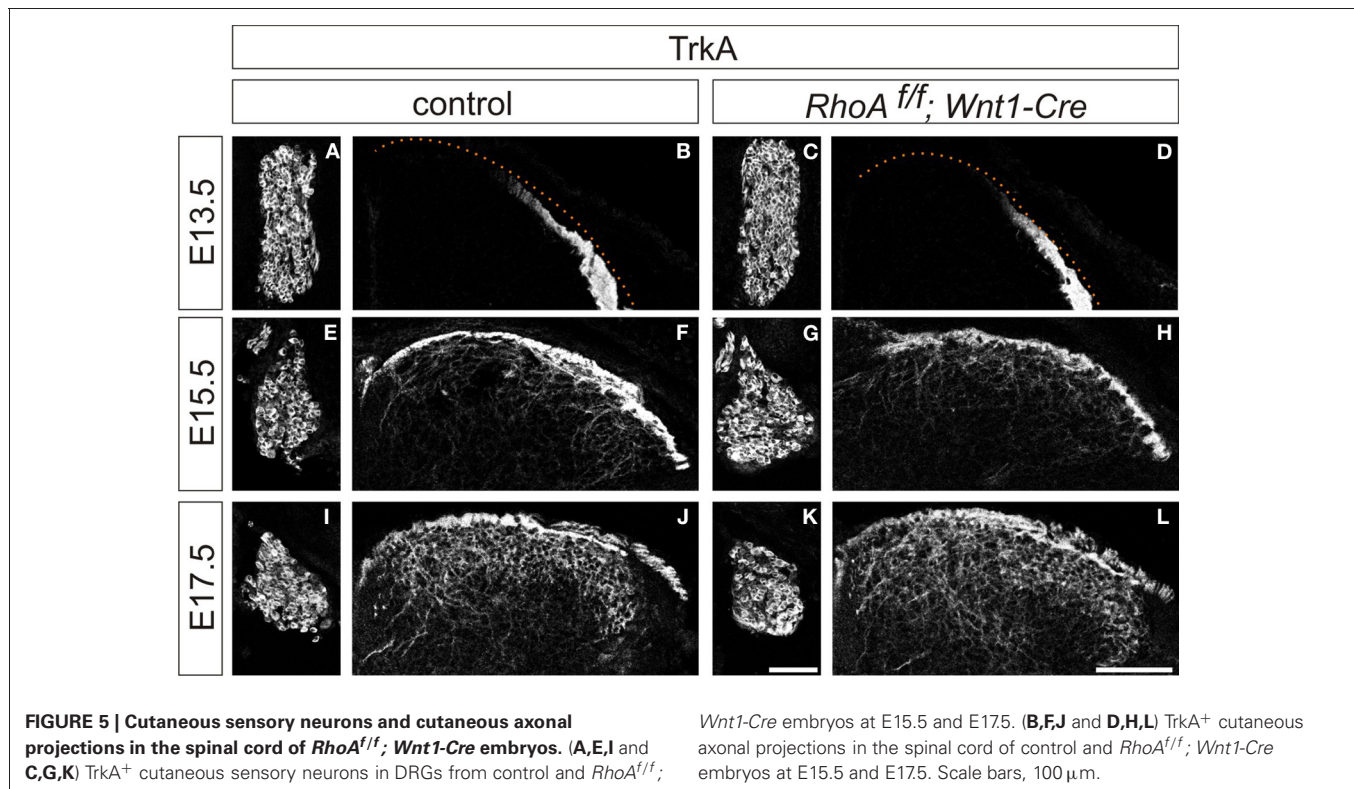 TrkA
control
RhoA f/f; Wnt1-Cre
E13.5
A
B
C
D
E15.5
E
F
G
H
E17.5
I
J
K
L
FIGURE 5 | Cutaneous sensory neurons and cutaneous axonal
projections in the spinal cord of RhoAf/f; Wnt1-Cre embryos. (A,E,I and
C,G,K) TrkA+ cutaneous sensory neurons in DRGs from control and RhoAf/f;
Wnt1-Cre embryos at E15.5 and E17.5. (B,F,J and D,H,L) TrkA+ cutaneous
axonal projections in the spinal cord of control and RhoAf/f; Wnt1-Cre
embryos at E15.5 and E17.5. Scale bars, 100 μm.